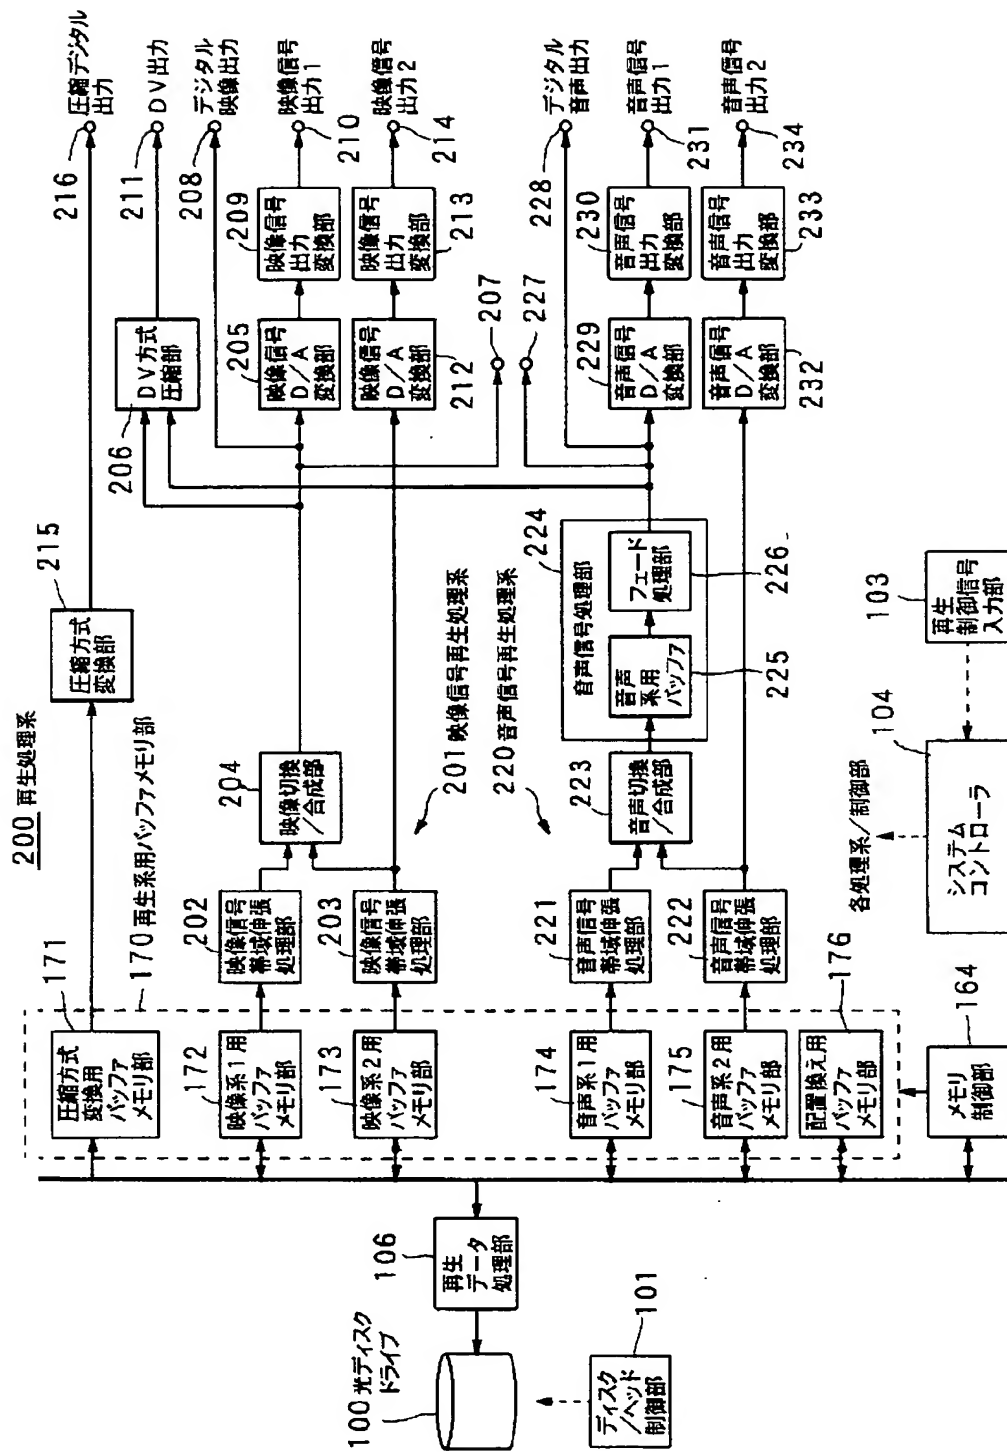 200 再生処理系
100 光ディスク
ドライブ
106
再生
データ
処理部
101
ディスク
/ヘッド
制御部
170 再生系用バッファメモリ部
171
圧縮方式
変換用
バッファ
メモリ部
172
映像系1用
バッファ
メモリ部
173
映像系2用
バッファ
メモリ部
174
音声系1用
バッファ
メモリ部
175
音声系2用
バッファ
メモリ部
176
配置換え用
バッファ
メモリ部
164
メモリ
制御部
202
映像信号
帯域伸張
処理部
203
映像信号
帯域伸張
処理部
221
音声信号
帯域伸張
処理部
222
音声信号
帯域伸張
処理部
201 映像信号再生処理系
220 音声信号再生処理系
204
映像切換
/合成部
223
音声切換
/合成部
215
圧縮方式
変換部
224
音声信号処理部
225
音声
系用
バッファ
226
フェード
処理部
各処理系/制御部
104
システム
コントローラ
103
再生
制御信号
入力部
206
DV方式
圧縮部
205
映像信号
D/A
変換部
212
映像信号
D/A
変換部
207
227
229
音声信号
D/A
変換部
232
音声信号
D/A
変換部
209
映像信号
出力
変換部
213
映像信号
出力
変換部
230
音声信号
出力
変換部
233
音声信号
出力
変換部
216
圧縮デジタル
出力
211
DV出力
208
デジタル
映像出力
210
映像信号
出力1
214
映像信号
出力2
228
デジタル
音声出力
231
音声信号
出力1
234
音声信号
出力2